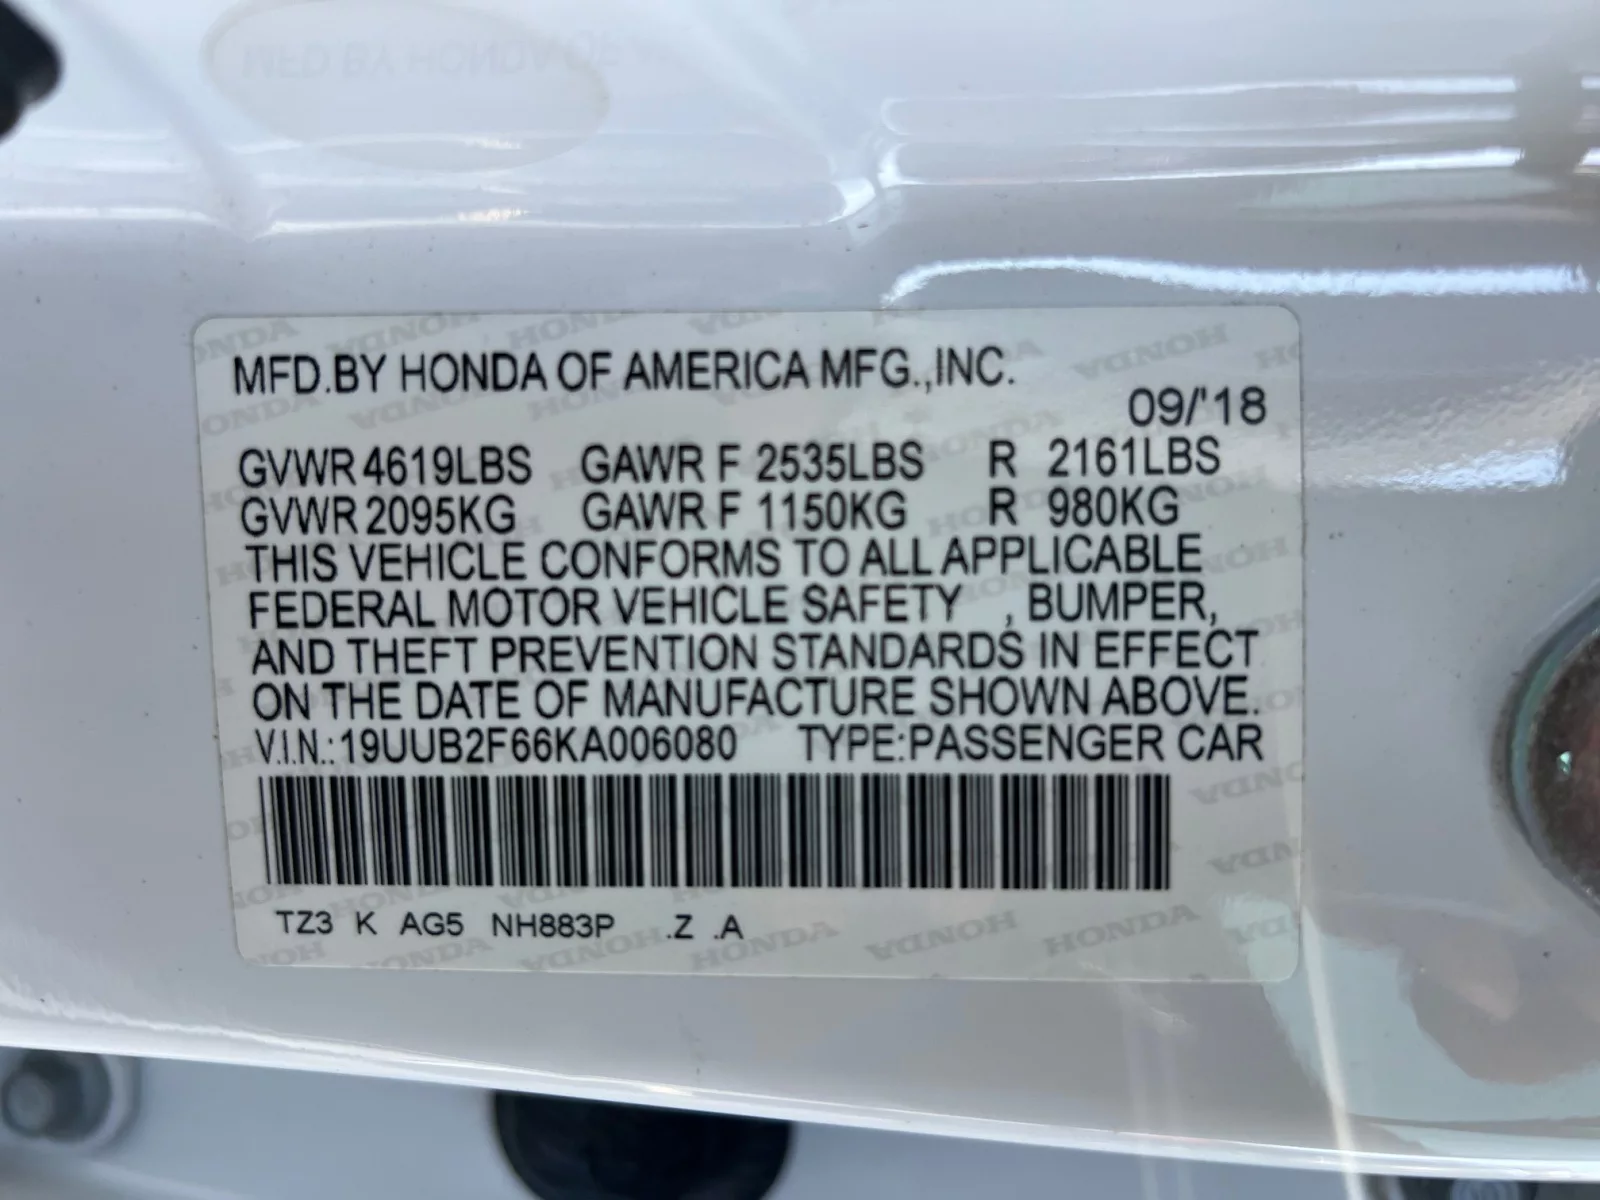 MFD.BY HONDA OF AMERICA MFG.,INC.
09/'18
GVWR 4619LBS GAWR F 2535LBS R 2161LBS
GVWR 2095KG GAWR F 1150KG R 980KG
THIS VEHICLE CONFORMS TO ALL APPLICABLE
FEDERAL MOTOR VEHICLE SAFETY , BUMPER,
AND THEFT PREVENTION STANDARDS IN EFFECT
ON THE DATE OF MANUFACTURE SHOWN ABOVE.
V.I.N.:19UUB2F66KA006080 TYPE:PASSENGER CAR
TZ3 K AG5 NH883P .Z .A